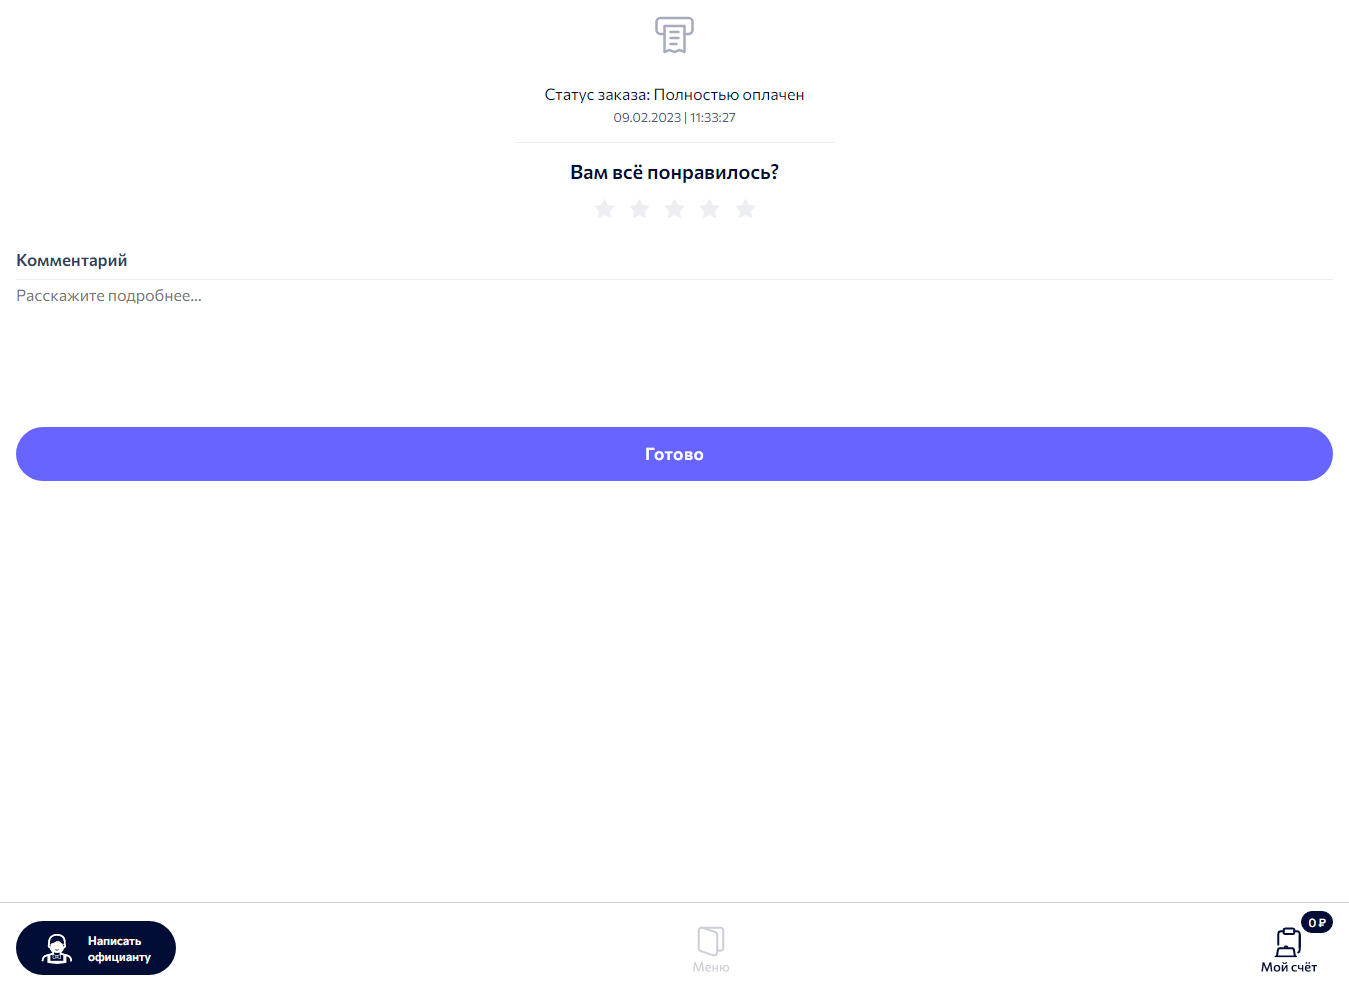 Статус заказа: Полностью оплачен
09.02.2023 | 11:33:27
Вам всё понравилось?
Комментарий
Расскажите подробнее...
Готово
Написать
официанту
Меню
0 ₽
Мой счёт